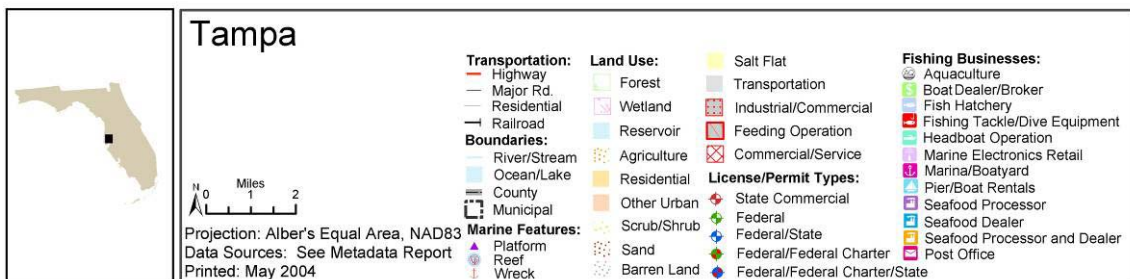 Tampa
N
Miles
0 2
Projection: Alber's Equal Area, NAD83
Data Sources: See Metadata Report
Printed: May 2004
Transportation:
Highway
Major Rd.
Residential
Railroad
Boundaries:
River/Stream
Ocean/Lake
County
Municipal
Marine Features:
Platform
Reef
Wreck
Land Use:
Forest
Wetland
Reservoir
Agriculture
Residential
Other Urban
Scrub/Shrub
Sand
Barren Land
Salt Flat
Transportation
Industrial/Commercial
Feeding Operation
Commercial/Service
License/Permit Types:
State Commercial
Federal
Federal/State
Federal/Federal Charter
Federal/Federal Charter/State
Fishing Businesses:
Aquaculture
Boat Dealer/Broker
Fish Hatchery
Fishing Tackle/Dive Equipment
Headboat Operation
Marine Electronics Retail
Marina/Boatyard
Pier/Boat Rentals
Seafood Processor
Seafood Dealer
Seafood Processor and Dealer
Post Office